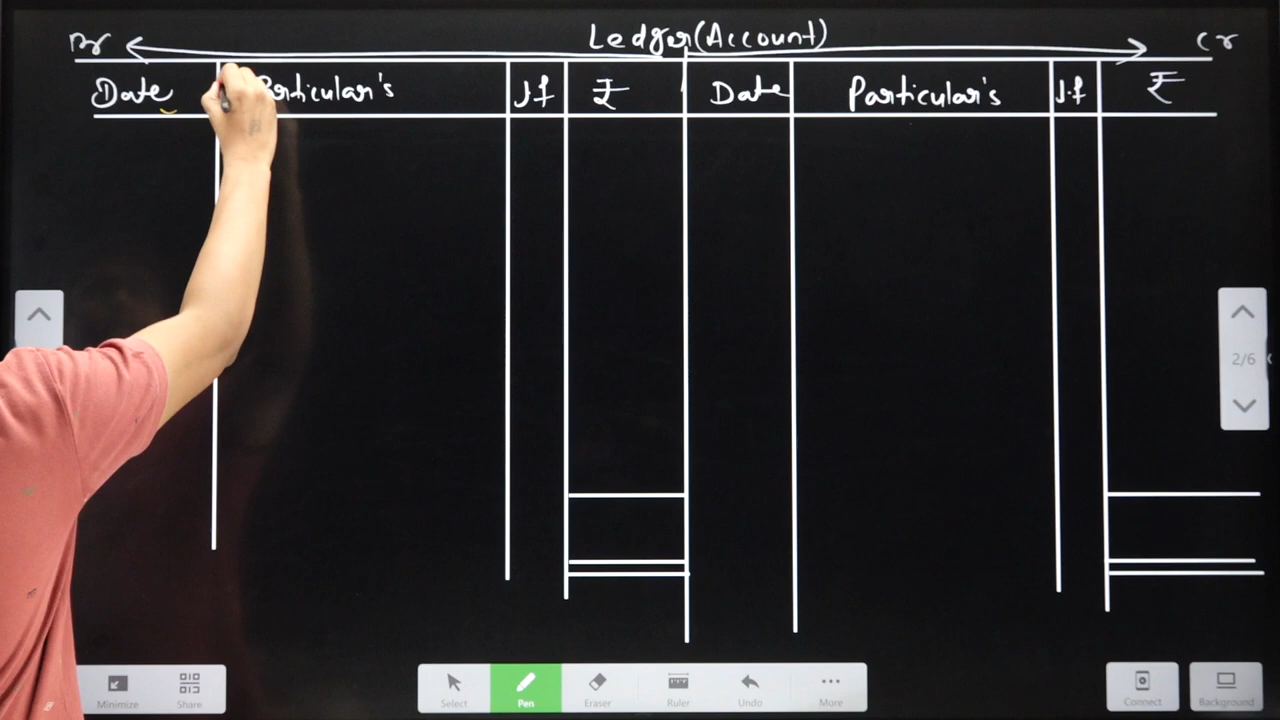 Dr Ledger(Account) Cr
Date Particular's J.f ₹ Date Particular's J.f ₹
2/6
Minimize Share Select Pen Eraser Ruler Undo More Connect Background